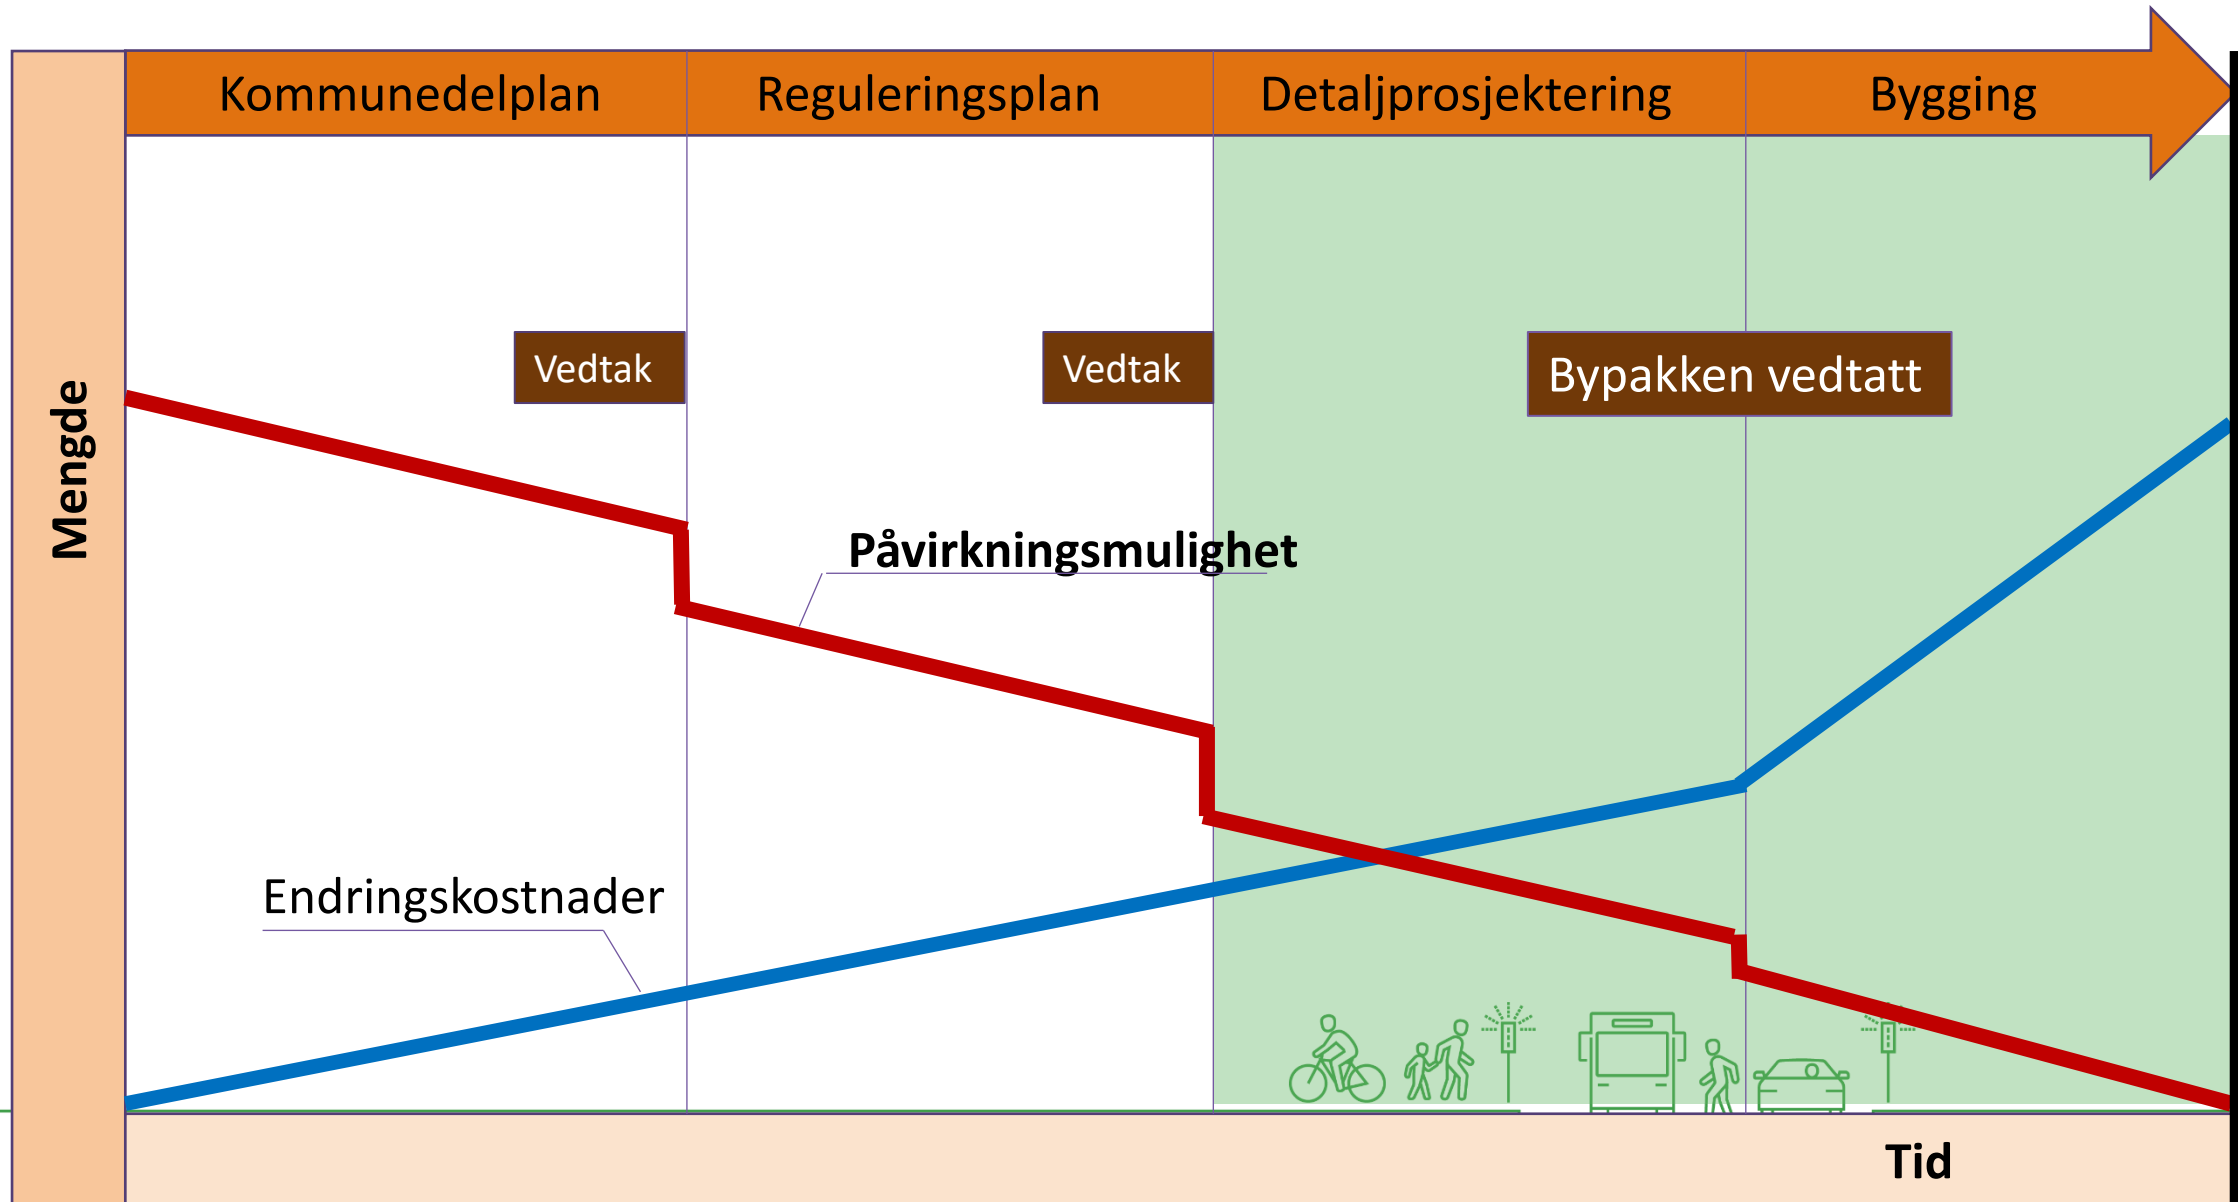 Kommunedelplan
Reguleringsplan
Detaljprosjektering
Bygging
Vedtak
Vedtak
Bypakken vedtatt
Mengde
Påvirkningsmulighet
Endringskostnader
Tid